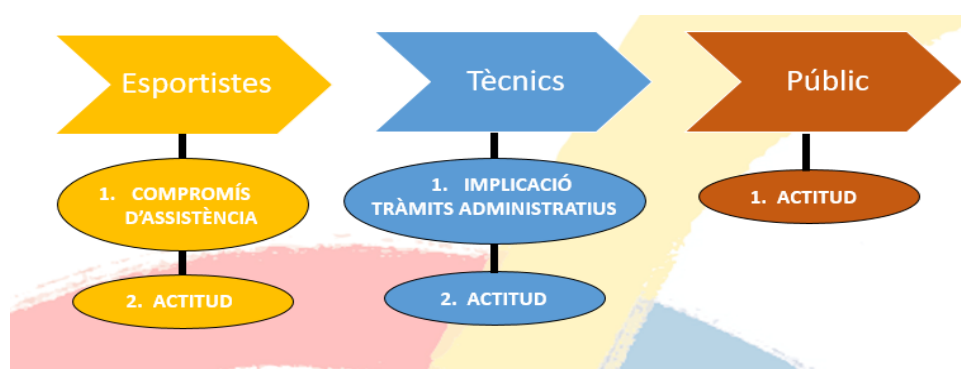 Esportistes
1. COMPROMÍS
D'ASSISTÈNCIA
2. ACTITUD
Tècnics
1. IMPLICACIÓ
TRÀMITS ADMINISTRATIUS
2. ACTITUD
Públic
1. ACTITUD